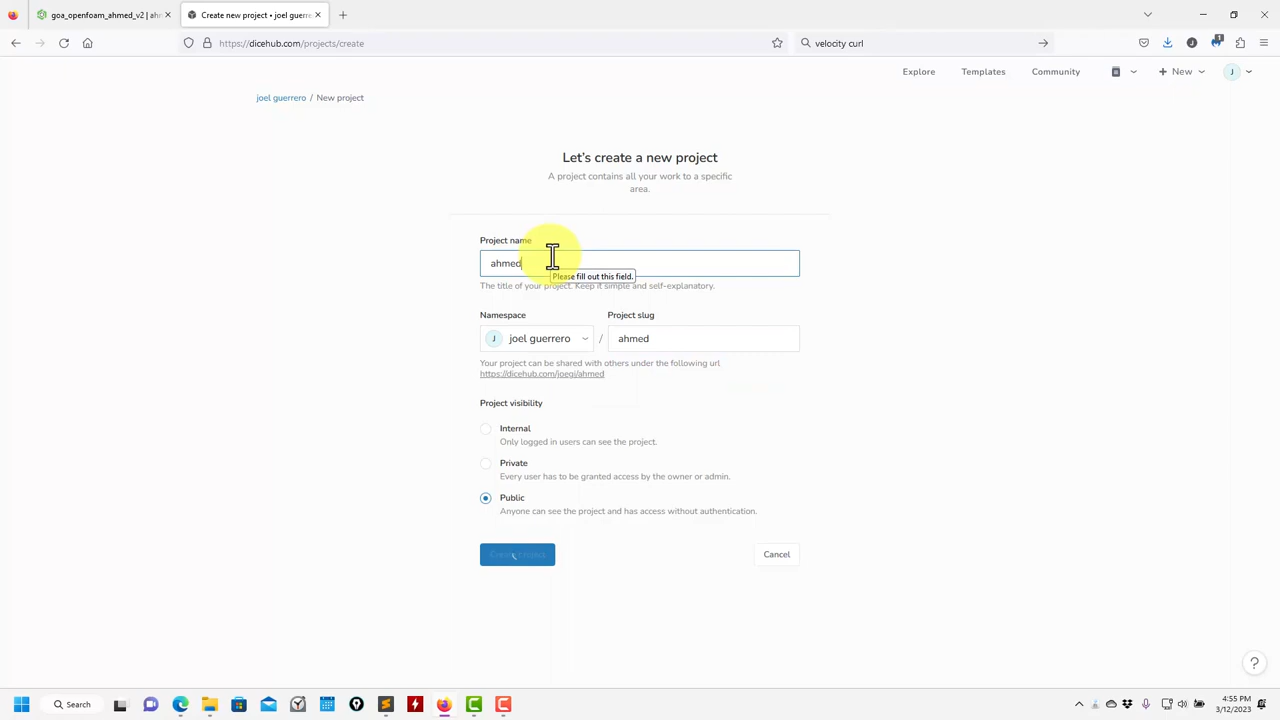 goa_openfoam_ahmed_v2 | ahm
Create new project • joel guerre
https://dicehub.com/projects/create
velocity curl
1
Explore
Templates
Community
New
J
joel guerrero / New project
Let's create a new project
A project contains all your work to a specific
area.
Project name
ahmed
Please fill out this field.
The title of your project. Keep it simple and self-explanatory.
Namespace
Project slug
J joel guerrero / ahmed
Your project can be shared with others under the following url
https://dicehub.com/joegi/ahmed
Project visibility
Internal
Only logged in users can see the project.
Private
Every user has to be granted access by the owner or admin.
Public
Anyone can see the project and has access without authentication.
Create Project
Cancel
?
Search
4:55 PM
3/12/2023